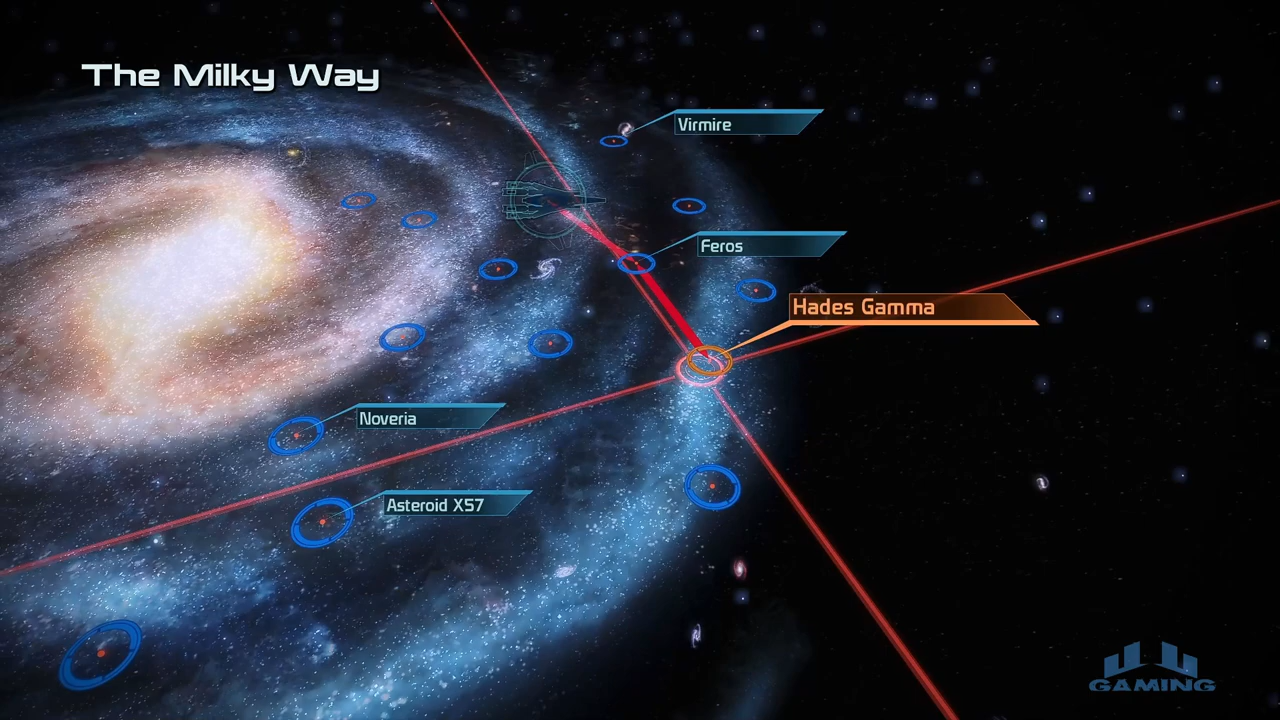 The Milky Way
Virmire
Feros
Hades Gamma
Noveria
Asteroid X57
GAMING